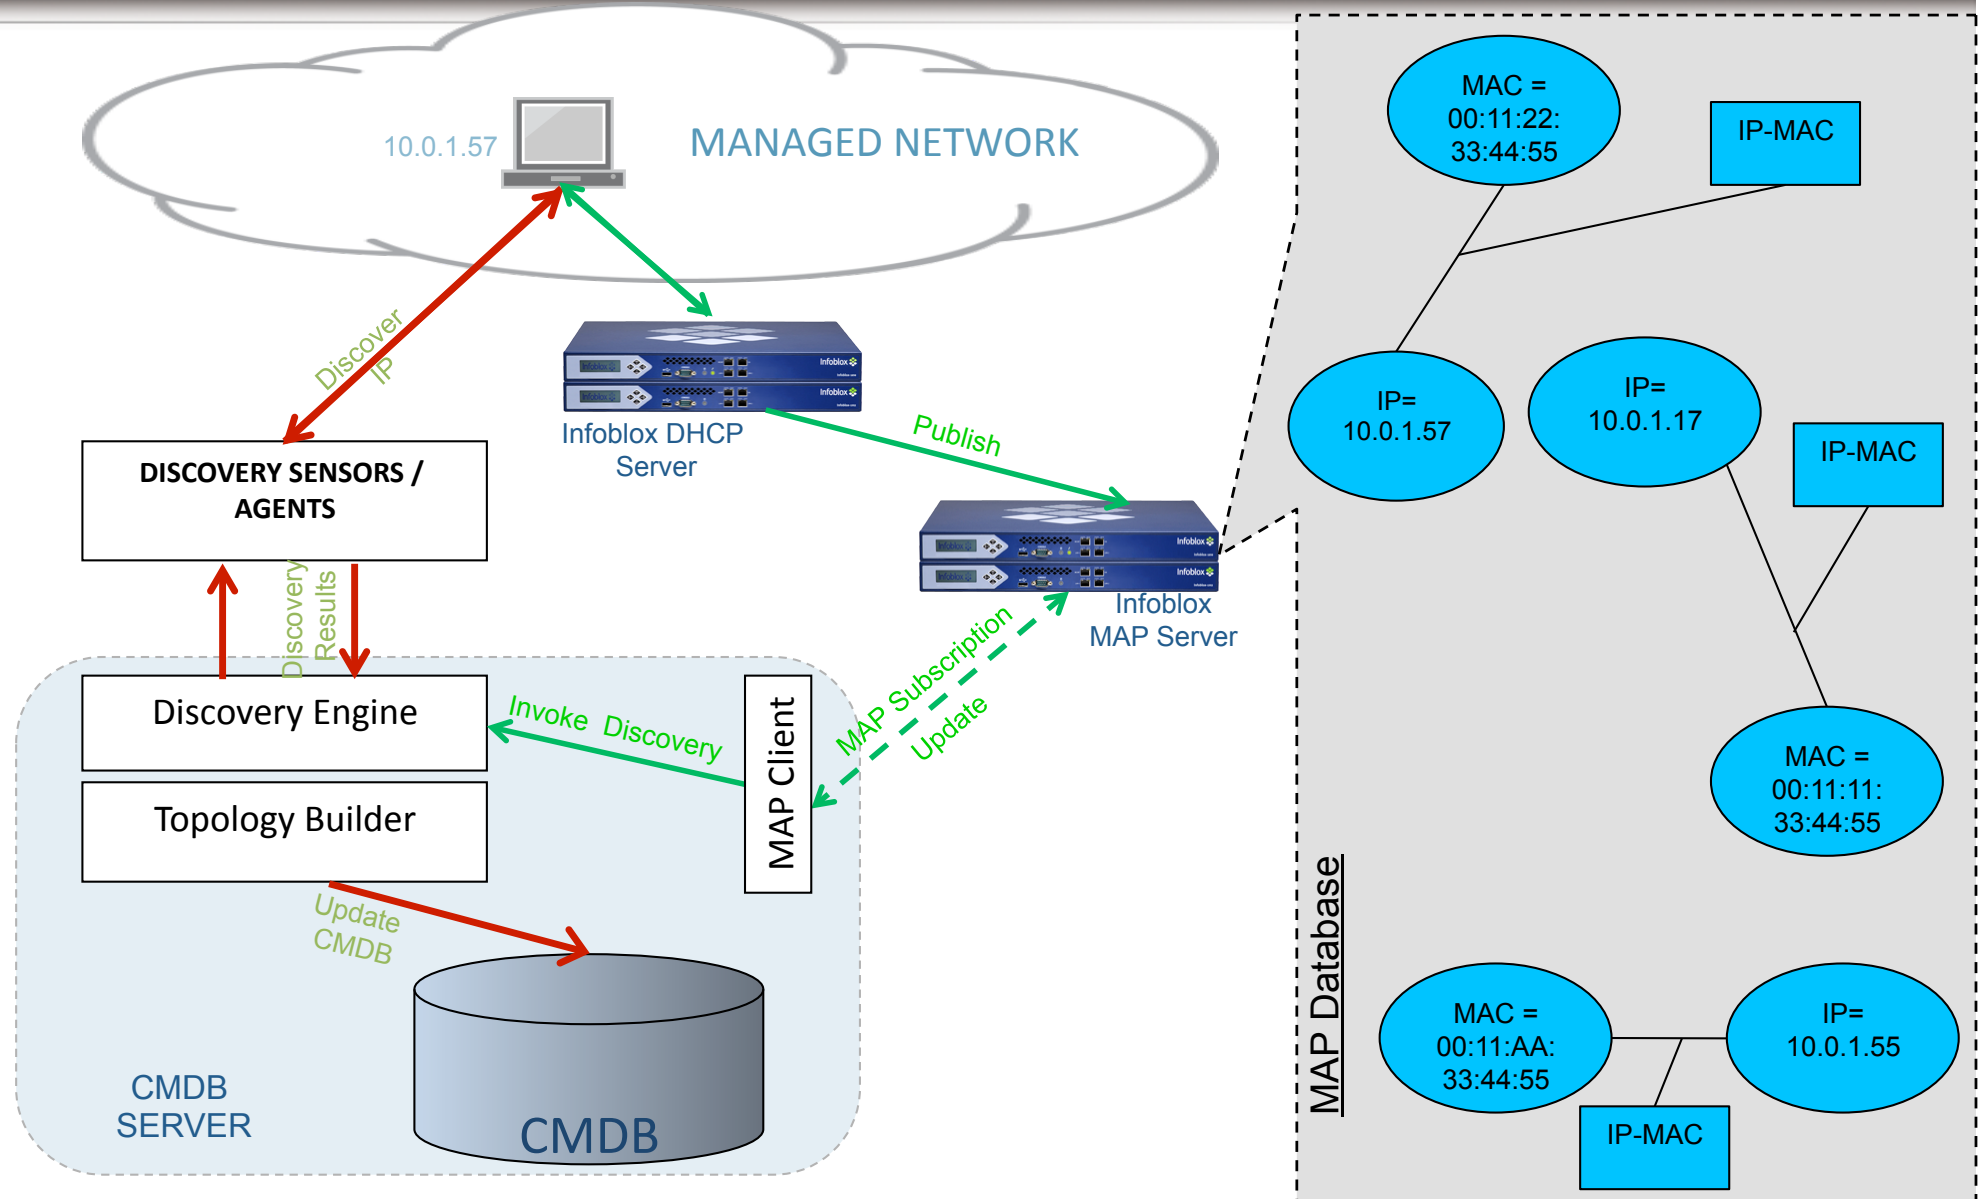 10.0.1.57
MANAGED NETWORK
Discover
IP
Infoblox
Infoblox
Infoblox DHCP
Server
Publish
DISCOVERY SENSORS /
AGENTS
Discovery
Results
Infoblox
Infoblox
Infoblox
MAP Server
MAP Subscription
Update
Discovery Engine
Invoke Discovery
MAP Client
Topology Builder
Update
CMDB
CMDB
SERVER
CMDB
MAC =
00:11:22:
33:44:55
IP-MAC
IP=
10.0.1.57
IP=
10.0.1.17
IP-MAC
MAC =
00:11:11:
33:44:55
MAP Database
MAC =
00:11:AA:
33:44:55
IP=
10.0.1.55
IP-MAC